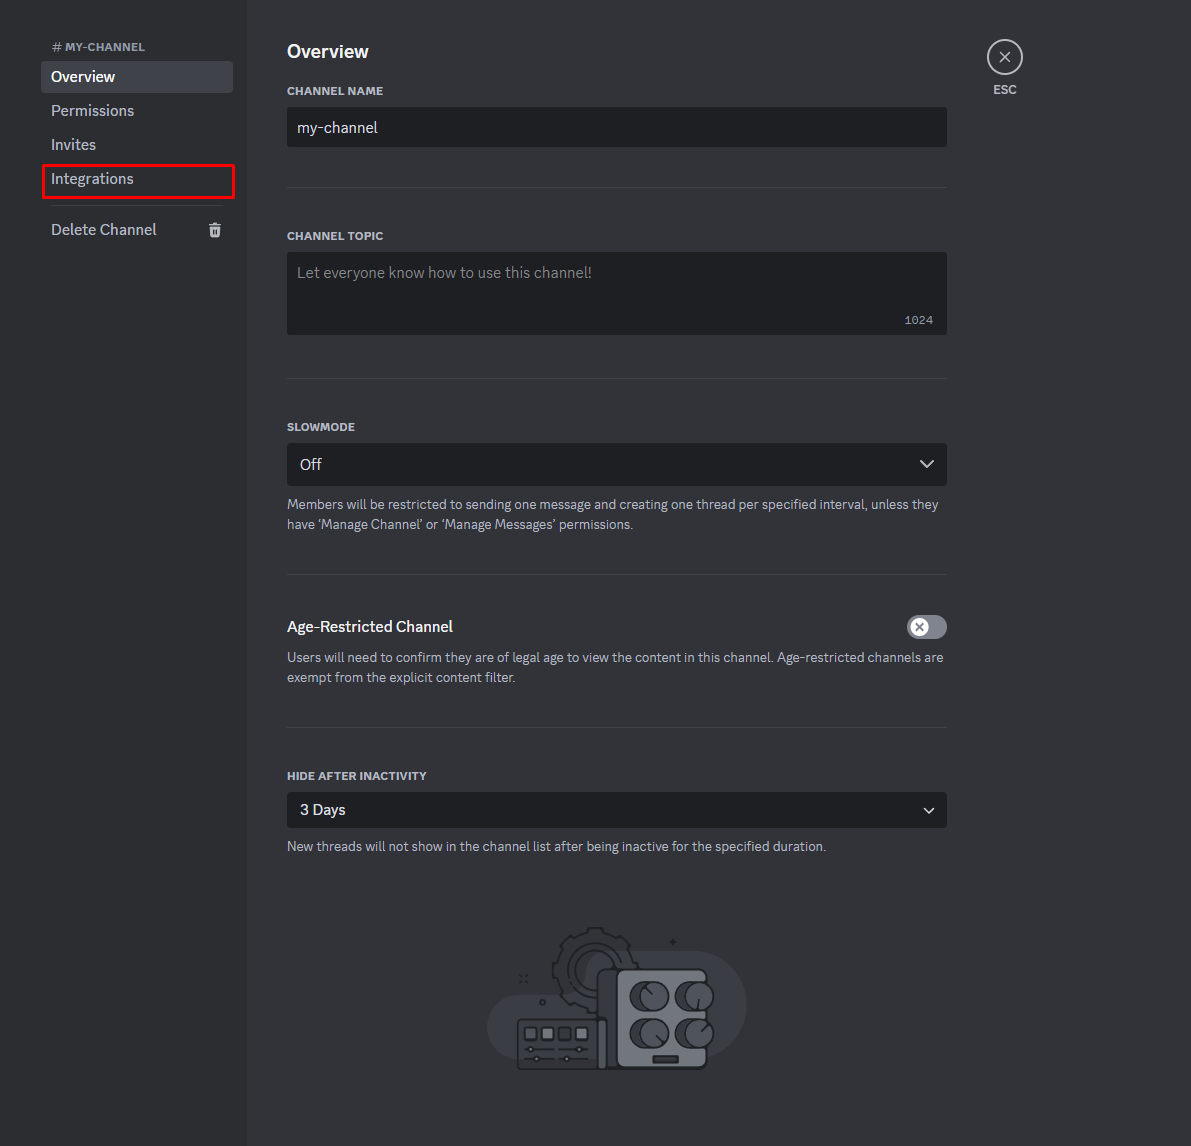 # MY-CHANNEL
Overview
Permissions
Invites
Integrations
Delete Channel
Overview
ESC
CHANNEL NAME
my-channel
CHANNEL TOPIC
Let everyone know how to use this channel!
1024
SLOWMODE
Off
Members will be restricted to sending one message and creating one thread per specified interval, unless they
have ‘Manage Channel’ or ‘Manage Messages’ permissions.
Age-Restricted Channel
Users will need to confirm they are of legal age to view the content in this channel. Age-restricted channels are
exempt from the explicit content filter.
HIDE AFTER INACTIVITY
3 Days
New threads will not show in the channel list after being inactive for the specified duration.